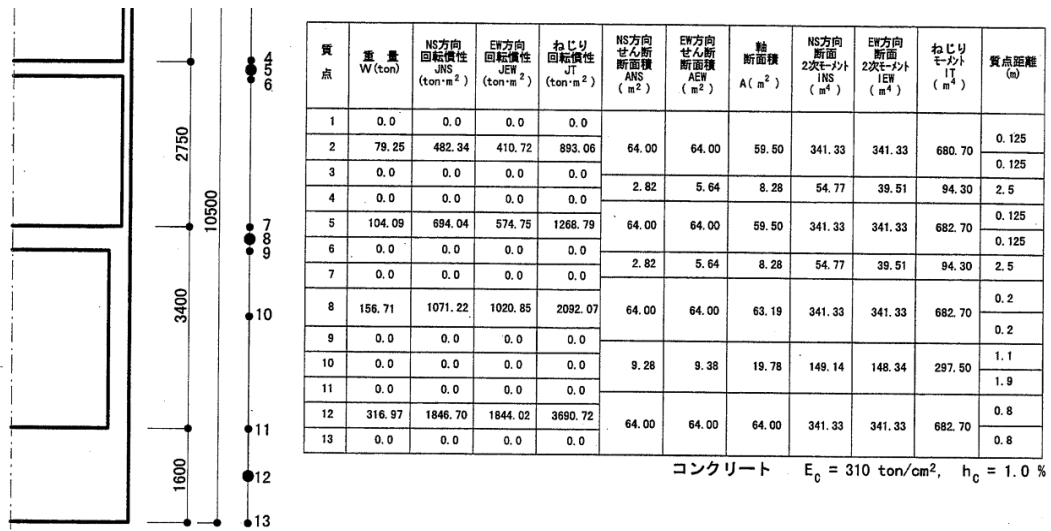 4
5
6
7
8
9
10
11
12
13
2750
3400
1600
10500
質点 重量 W(ton) NS方向回転慣性 JNS (ton·m²) EW方向回転慣性 JEW (ton·m²) ねじり回転慣性 JT (ton·m²) NS方向せん断断面積 ANS (m²) EW方向せん断断面積 AEW (m²) 軸断面積 A(m²) NS方向断面2次モーメント INS (m⁴) EW方向断面2次モーメント IEW (m⁴) ねじりモーメント IT (m⁴) 質点距離 (m)
1 0.0 0.0 0.0 0.0
2 79.25 482.34 410.72 893.06 64.00 64.00 59.50 341.33 341.33 680.70 0.125
0.125
3 0.0 0.0 0.0 0.0
2.82 5.64 8.28 54.77 39.51 94.30 2.5
4 0.0 0.0 0.0 0.0
5 104.09 694.04 574.75 1268.79 64.00 64.00 59.50 341.33 341.33 682.70 0.125
0.125
6 0.0 0.0 0.0 0.0
2.82 5.64 8.28 54.77 39.51 94.30 2.5
7 0.0 0.0 0.0 0.0
8 156.71 1071.22 1020.85 2092.07 64.00 64.00 63.19 341.33 341.33 682.70 0.2
0.2
9 0.0 0.0 0.0 0.0
10 0.0 0.0 0.0 0.0 9.28 9.38 19.78 149.14 148.34 297.50 1.1
1.9
11 0.0 0.0 0.0 0.0
12 316.97 1846.70 1844.02 3690.72 64.00 64.00 64.00 341.33 341.33 682.70 0.8
0.8
13 0.0 0.0 0.0 0.0
コンクリート E_c = 310 ton/cm², h_c = 1.0 %